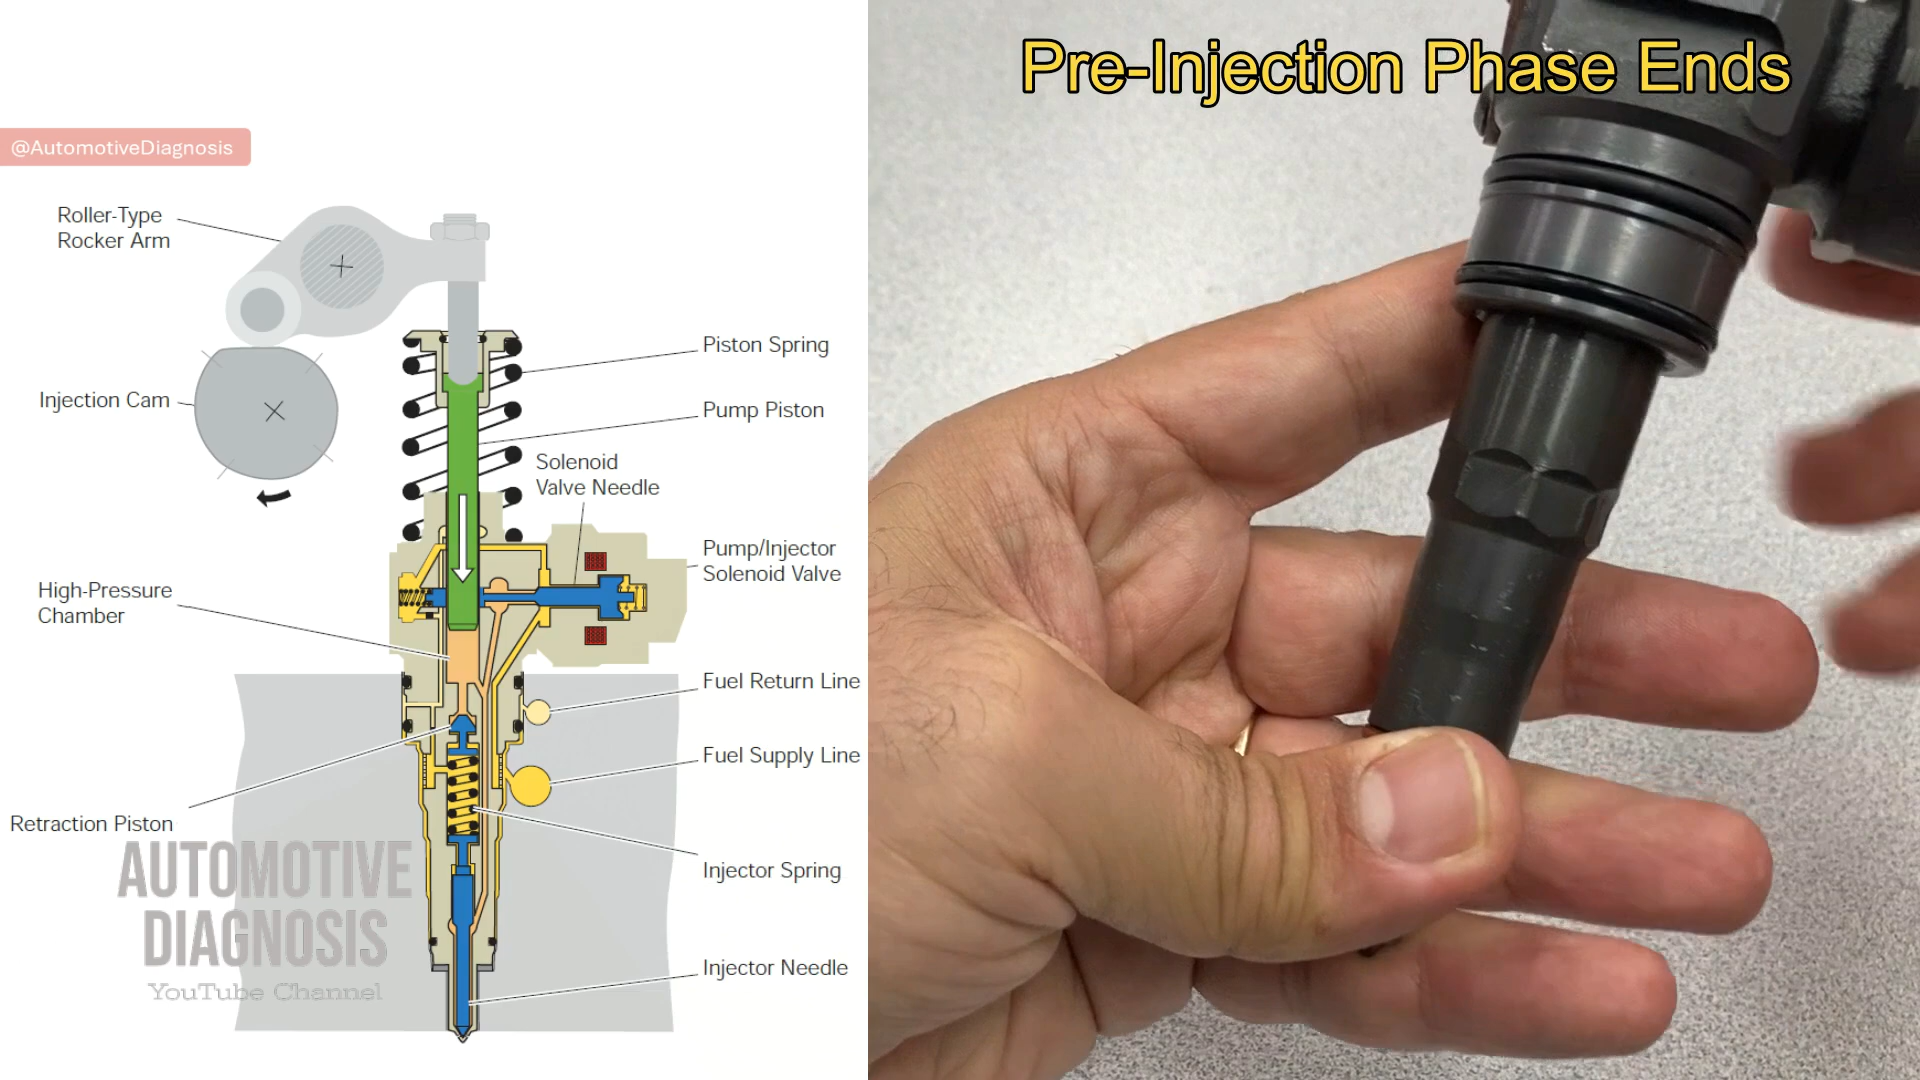 Pre-Injection Phase Ends
@AutomotiveDiagnosis
Roller-Type
Rocker Arm
Injection Cam
High-Pressure
Chamber
Retraction Piston
Piston Spring
Pump Piston
Solenoid
Valve Needle
Pump/Injector
Solenoid Valve
Fuel Return Line
Fuel Supply Line
Injector Spring
Injector Needle
AUTOMOTIVE
DIAGNOSIS
YouTube Channel